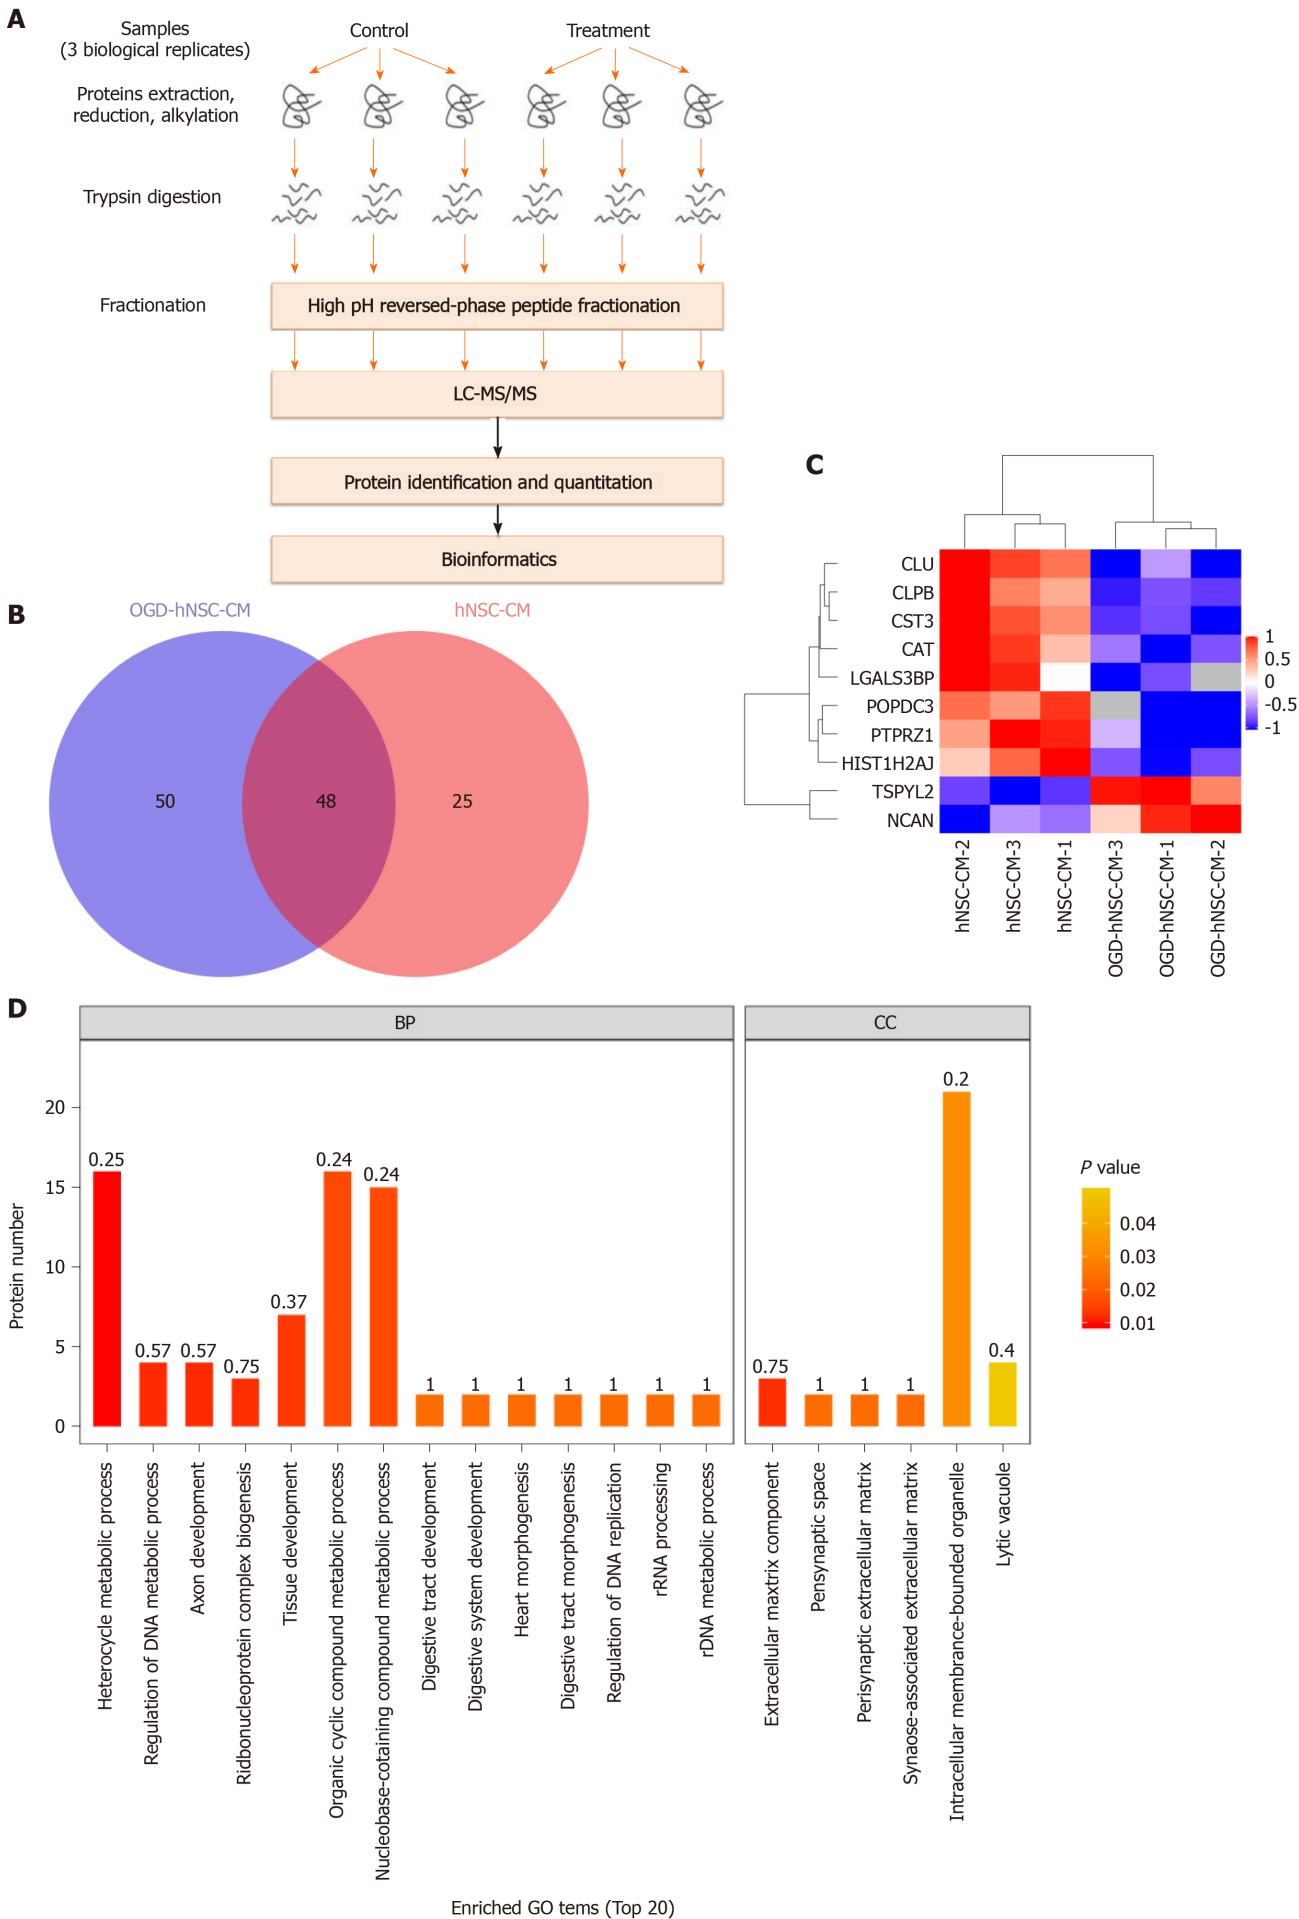 A
Samples
(3 biological replicates)
Control
Treatment
Proteins extraction,
reduction, alkylation
Trypsin digestion
Fractionation
High pH reversed-phase peptide fractionation
LC-MS/MS
Protein identification and quantitation
Bioinformatics
B
OGD-hNSC-CM
hNSC-CM
50
48
25
C
CLU
CLPB
CST3
CAT
LGALS3BP
POPDC3
PTPRZ1
HIST1H2AJ
TSPYL2
NCAN
1
0.5
0
-0.5
-1
hNSC-CM-2
hNSC-CM-3
hNSC-CM-1
OGD-hNSC-CM-3
OGD-hNSC-CM-1
OGD-hNSC-CM-2
D
BP
CC
Protein number
20
15
10
5
0
0.25
0.57
0.57
0.75
0.37
0.24
0.24
1
1
1
1
1
1
1
0.75
1
1
1
0.2
0.4
P value
0.04
0.03
0.02
0.01
Heterocycle metabolic process
Regulation of DNA metabolic process
Axon development
Ridbonucleoprotein complex biogenesis
Tissue development
Organic cyclic compound metabolic process
Nucleobase-cotaining compound metabolic process
Digestive tract development
Digestive system development
Heart morphogenesis
Digestive tract morphogenesis
Regulation of DNA replication
rRNA processing
rDNA metabolic process
Extracellular maxtrix component
Pensynaptic space
Perisynaptic extracellular matrix
Synaose-associated extracellular matrix
Intracellular membrance-bounded organelle
Lytic vacuole
Enriched GO tems (Top 20)